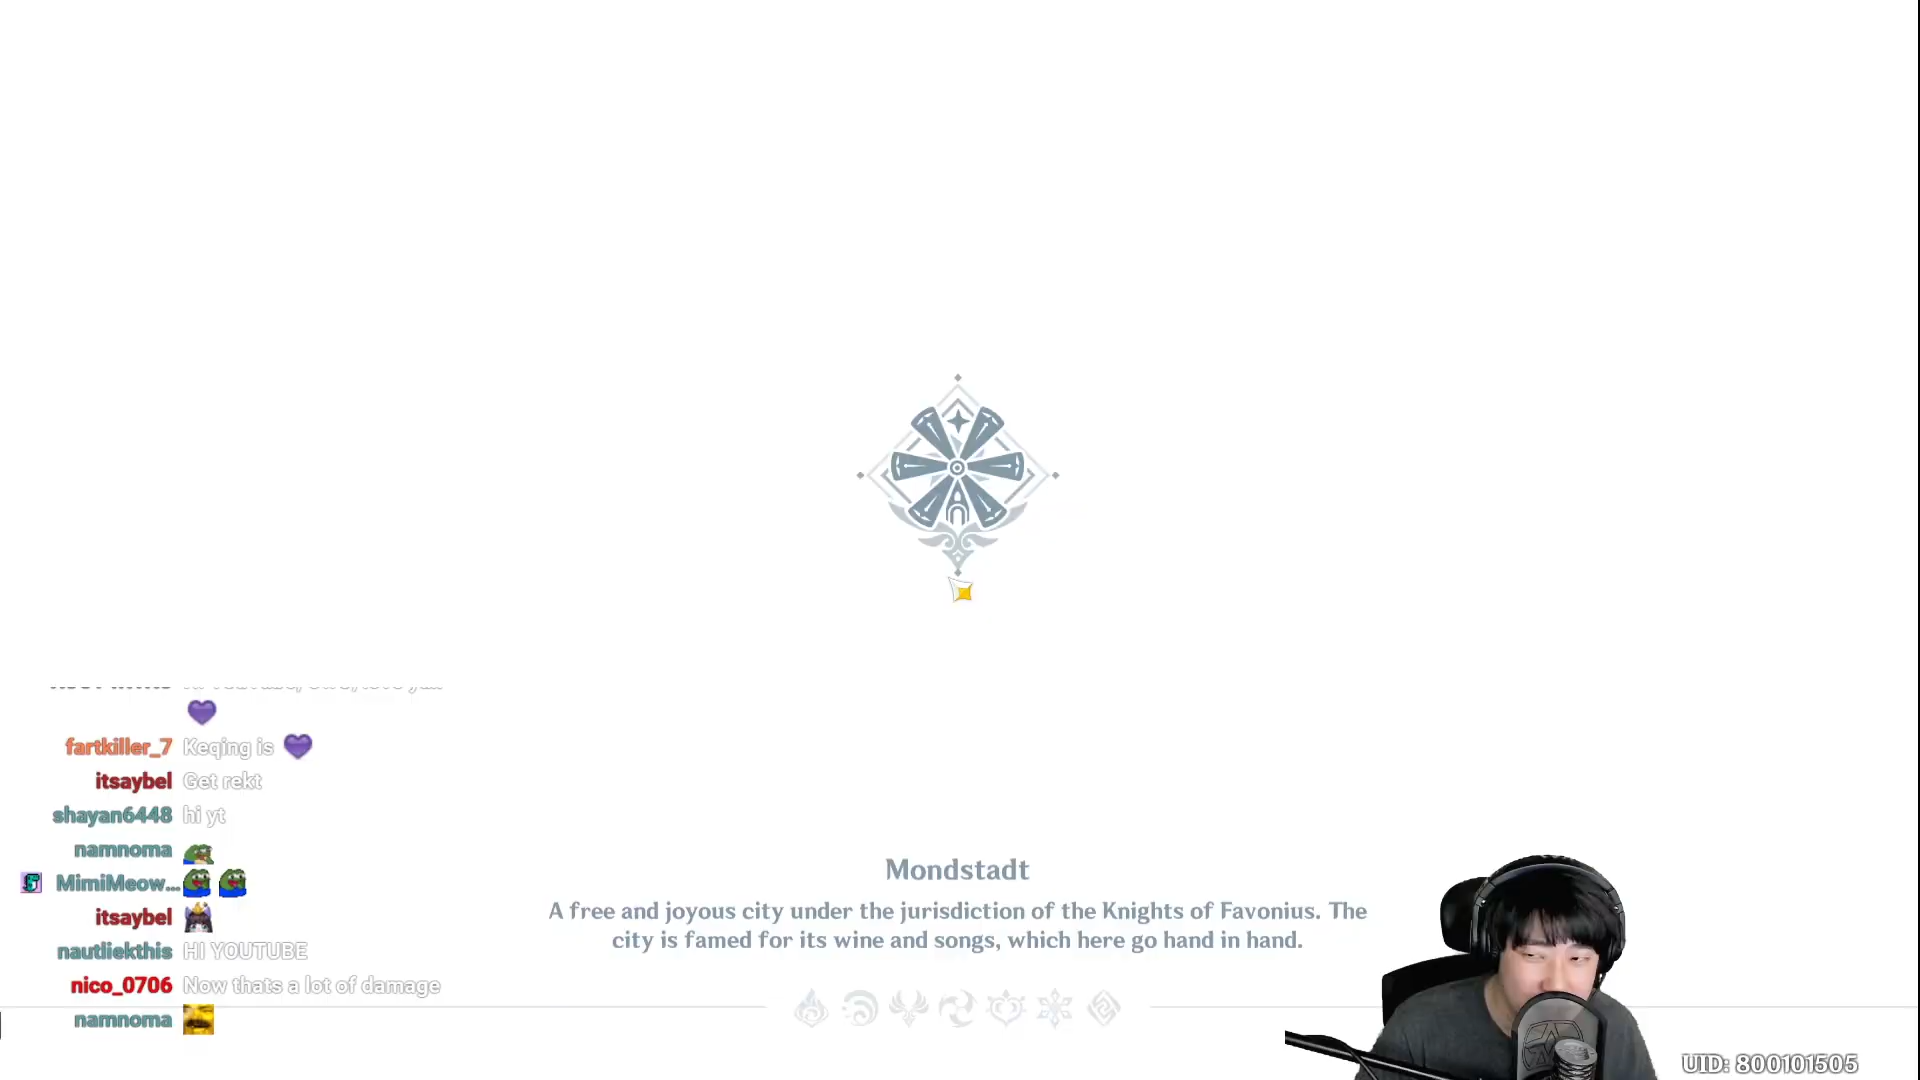 fartkiller_7 Keqing is
itsaybel Get rekt
shayan6448 hi yt
namnoma
MimiMeow...
itsaybel
nautliekthis HI YOUTUBE
nico_0706 Now thats a lot of damage
namnoma
Mondstadt
A free and joyous city under the jurisdiction of the Knights of Favonius. The
city is famed for its wine and songs, which here go hand in hand.
UID: 800101505